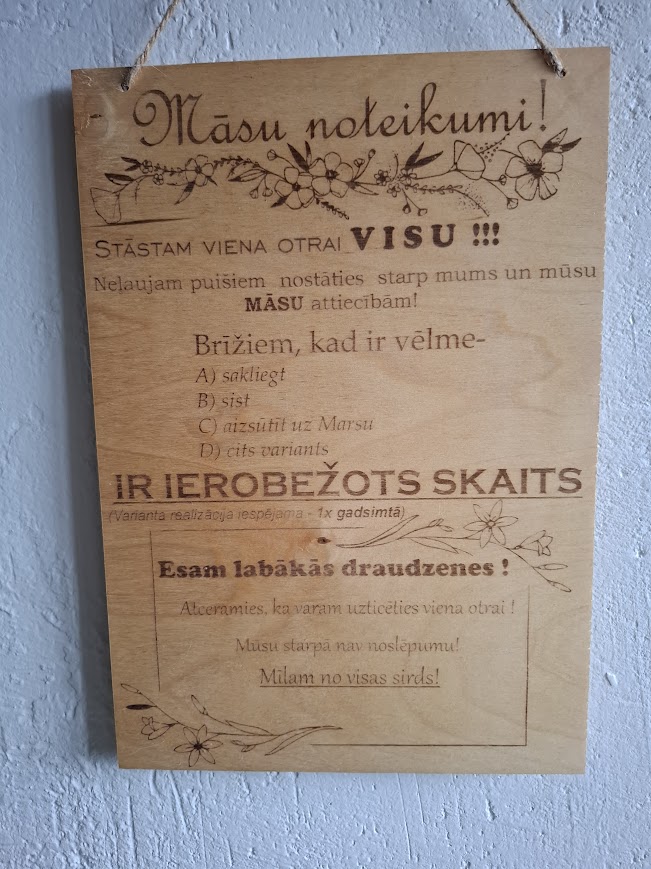 Māsu noteikumi!
STĀSTAM VIENA OTRAI VISU !!!
Neļaujam puišiem nostāties starp mums un mūsu
MĀSU attiecībām!
Brīžiem, kad ir vēlme-
A) sakliegt
B) sist
C) aizsūtīt uz Marsu
D) cits variants
IR IEROBEŽOTS SKAITS
(Varianta realizācija iespējama - 1x gadsimtā)
Esam labākās draudzenes !
Atceramies, ka varam uzticēties viena otrai !
Mūsu starpā nav noslēpumu!
Mīlam no visas sirds!